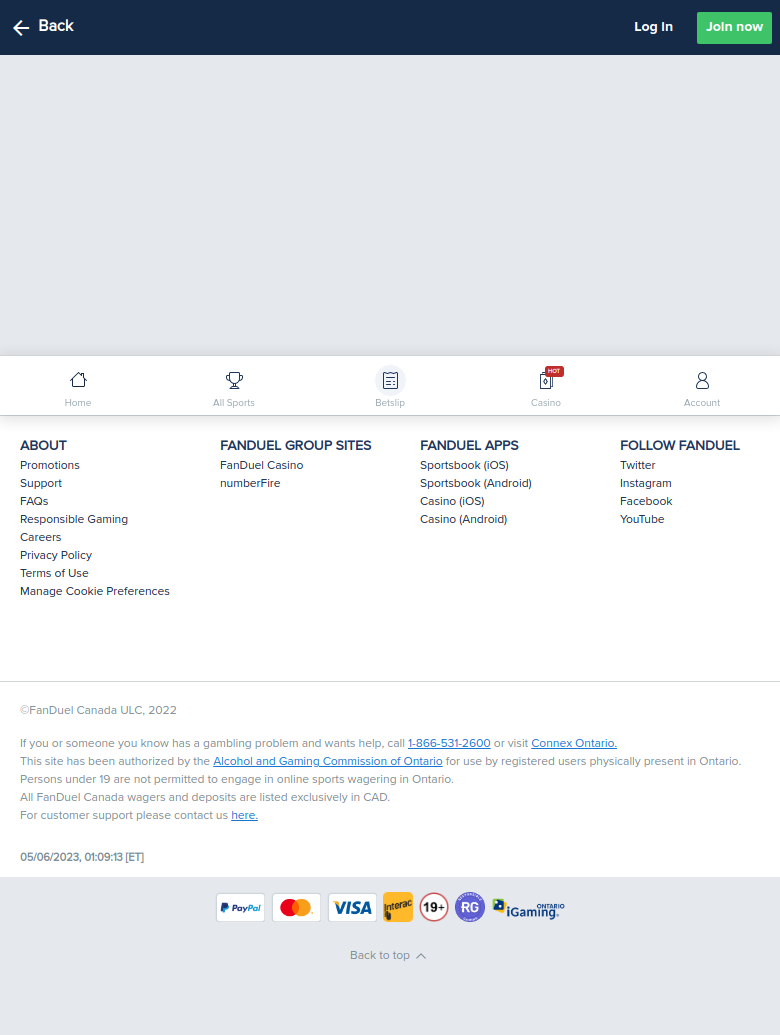 Back
Log In
Join now
Home
All Sports
Betslip
HOT
Casino
Account
ABOUT
Promotions
Support
FAQs
Responsible Gaming
Careers
Privacy Policy
Terms of Use
Manage Cookie Preferences
FANDUEL GROUP SITES
FanDuel Casino
numberFire
FANDUEL APPS
Sportsbook (iOS)
Sportsbook (Android)
Casino (iOS)
Casino (Android)
FOLLOW FANDUEL
Twitter
Instagram
Facebook
YouTube
©FanDuel Canada ULC, 2022
If you or someone you know has a gambling problem and wants help, call 1-866-531-2600 or visit Connex Ontario.
This site has been authorized by the Alcohol and Gaming Commission of Ontario for use by registered users physically present in Ontario.
Persons under 19 are not permitted to engage in online sports wagering in Ontario.
All FanDuel Canada wagers and deposits are listed exclusively in CAD.
For customer support please contact us here.
05/06/2023, 01:09:13 [ET]
PayPal
VISA
Interac
19+
RG
iGaming
ONTARIO
Back to top